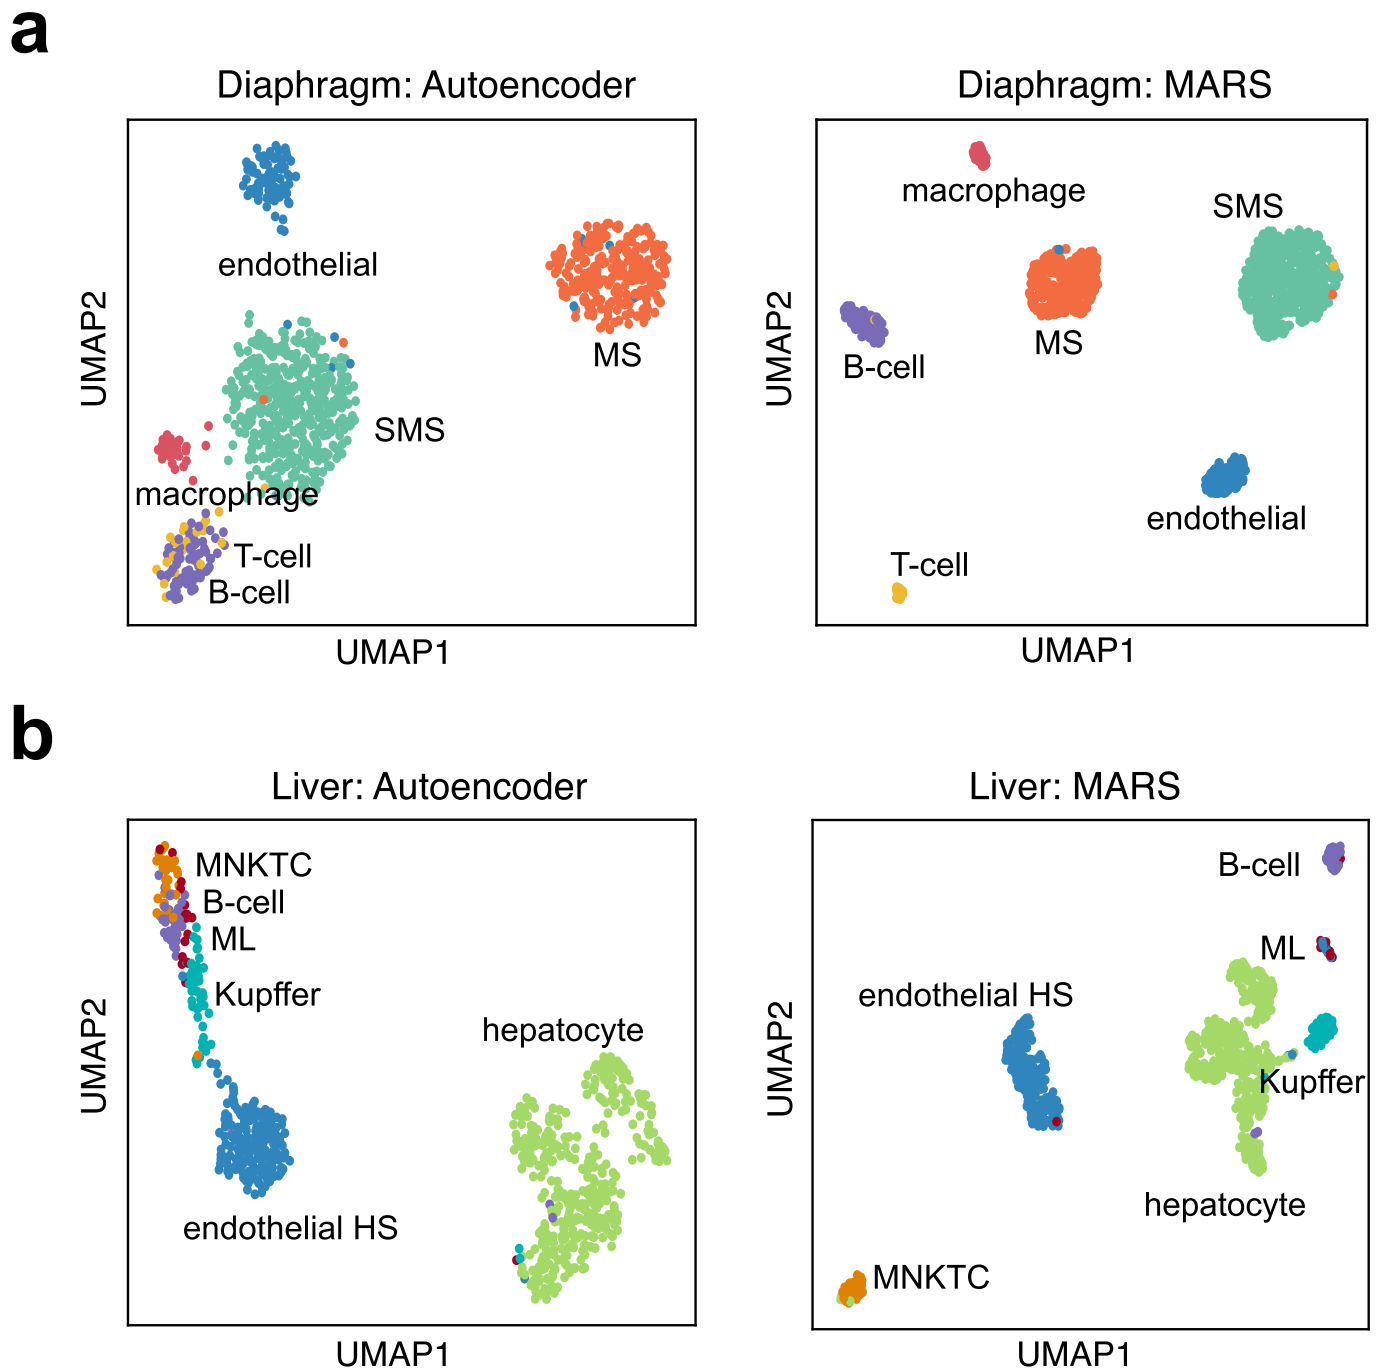 a
Diaphragm: Autoencoder
endothelial
MS
SMS
macrophage
T-cell
B-cell
UMAP2
UMAP1
Diaphragm: MARS
macrophage
SMS
MS
B-cell
endothelial
T-cell
UMAP2
UMAP1
b
Liver: Autoencoder
MNKTC
B-cell
ML
Kupffer
hepatocyte
endothelial HS
UMAP2
UMAP1
Liver: MARS
B-cell
ML
endothelial HS
Kupffer
hepatocyte
MNKTC
UMAP2
UMAP1